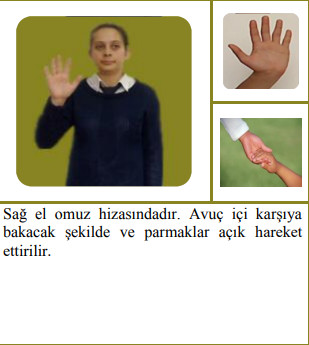 Sağ el omuz hizasındadır. Avuç içi karşıya
bakacak şekilde ve parmaklar açık hareket
ettirilir.